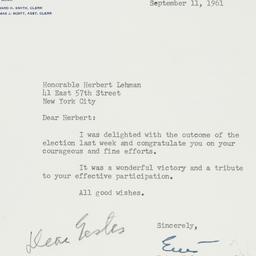 September 11, 1961
Honorable Herbert Lehman
41 East 57th Street
New York City
Dear Herbert:
I was delighted with the outcome of the
election last week and congratulate you on your
courageous and fine efforts.
It was a wonderful victory and a tribute
to your effective participation.
All good wishes.
Sincerely,